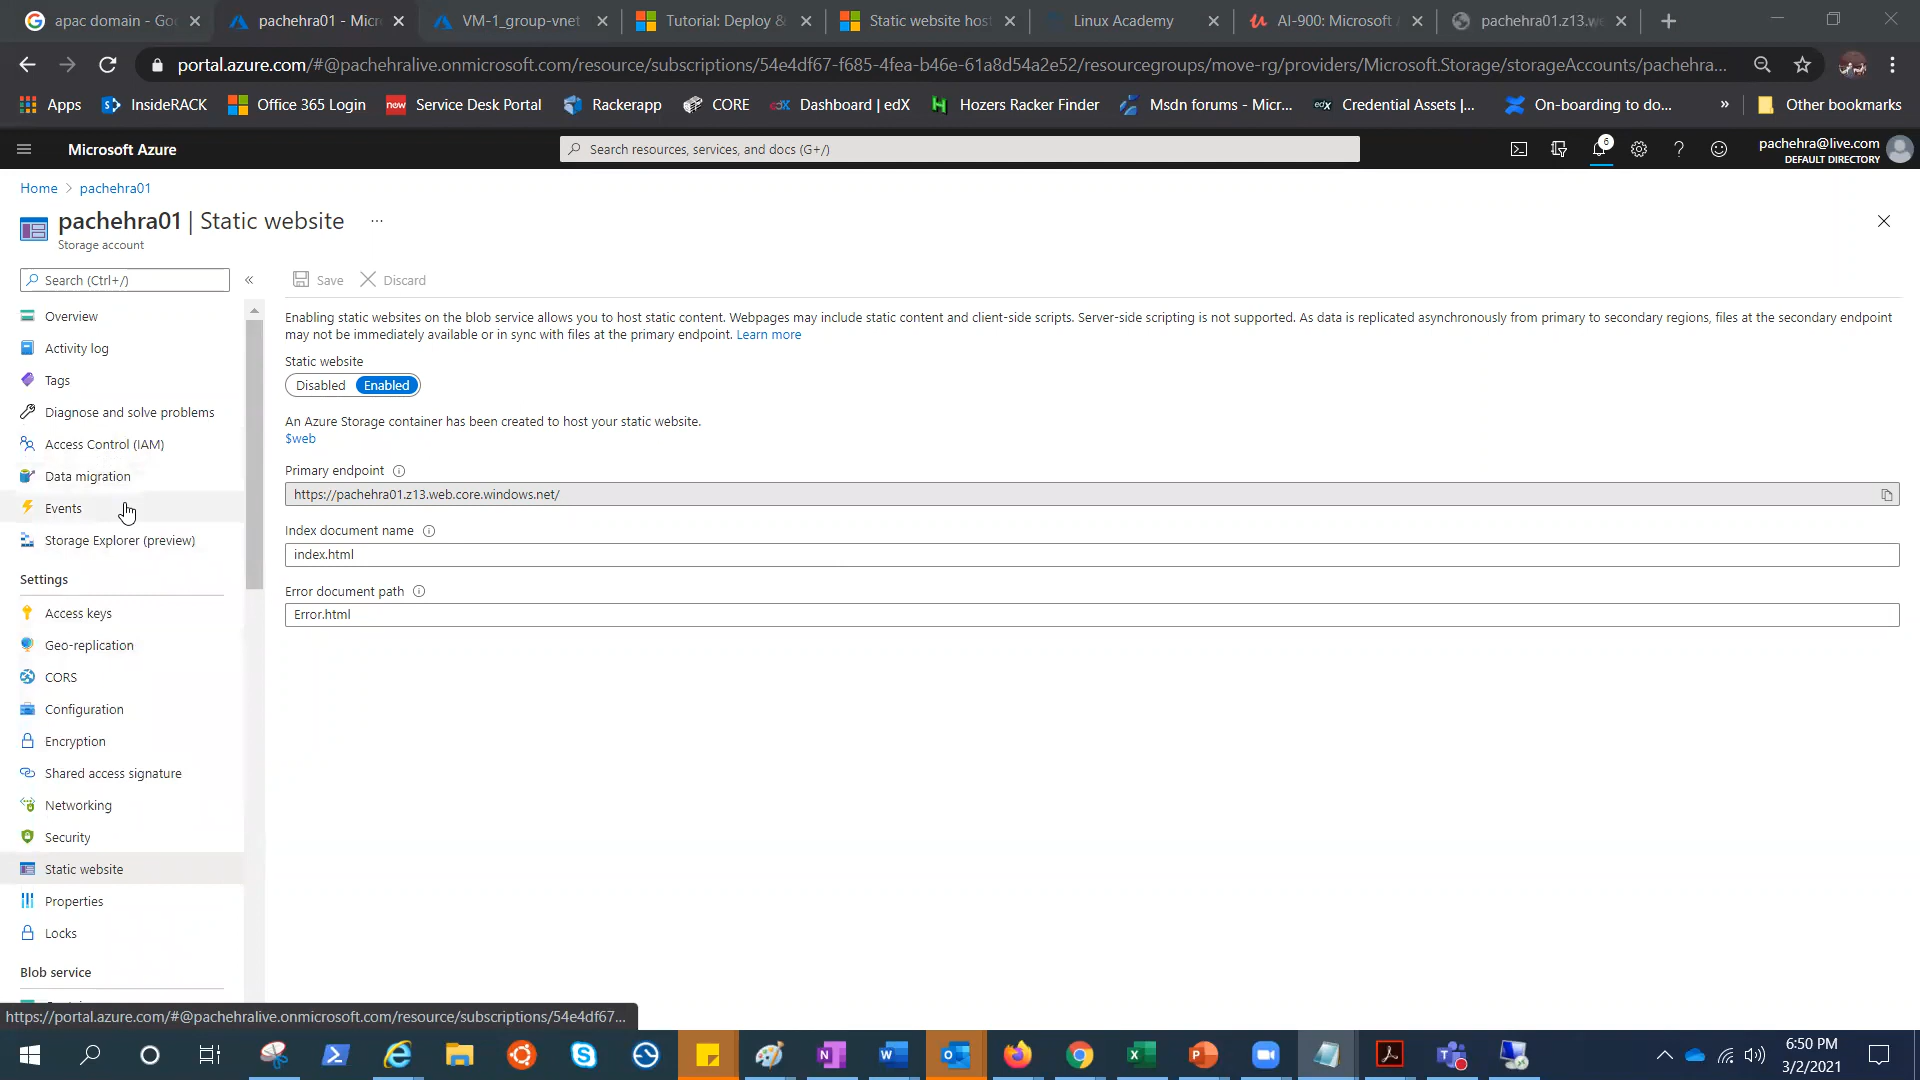 apac domain - Goo
pachehra01 - Micr
VM-1_group-vnet
Tutorial: Deploy &
Static website host
Linux Academy
AI-900: Microsoft
pachehra01.z13.we
portal.azure.com/#@pachehralive.onmicrosoft.com/resource/subscriptions/54e4df67-f685-4fea-b46e-61a8d54a2e52/resourcegroups/move-rg/providers/Microsoft.Storage/storageAccounts/pachehra...
Apps
InsideRACK
Office 365 Login
now
Service Desk Portal
Rackerapp
CORE
edX
Dashboard | edX
Hozers Racker Finder
Msdn forums - Micr...
edx
Credential Assets |...
On-boarding to do...
»
Other bookmarks
Microsoft Azure
Search resources, services, and docs (G+/)
6
pachehra@live.com
DEFAULT DIRECTORY
Home > pachehra01
pachehra01 | Static website ...
Storage account
Search (Ctrl+/)
«
Save
Discard
Overview
Activity log
Tags
Diagnose and solve problems
Access Control (IAM)
Data migration
Events
Storage Explorer (preview)
Settings
Access keys
Geo-replication
CORS
Configuration
Encryption
Shared access signature
Networking
Security
Static website
Properties
Locks
Blob service
Enabling static websites on the blob service allows you to host static content. Webpages may include static content and client-side scripts. Server-side scripting is not supported. As data is replicated asynchronously from primary to secondary regions, files at the secondary endpoint
may not be immediately available or in sync with files at the primary endpoint. Learn more
Static website
Disabled Enabled
An Azure Storage container has been created to host your static website.
$web
Primary endpoint
https://pachehra01.z13.web.core.windows.net/
Index document name
index.html
Error document path
Error.html
https://portal.azure.com/#@pachehralive.onmicrosoft.com/resource/subscriptions/54e4df67...
6:50 PM
3/2/2021